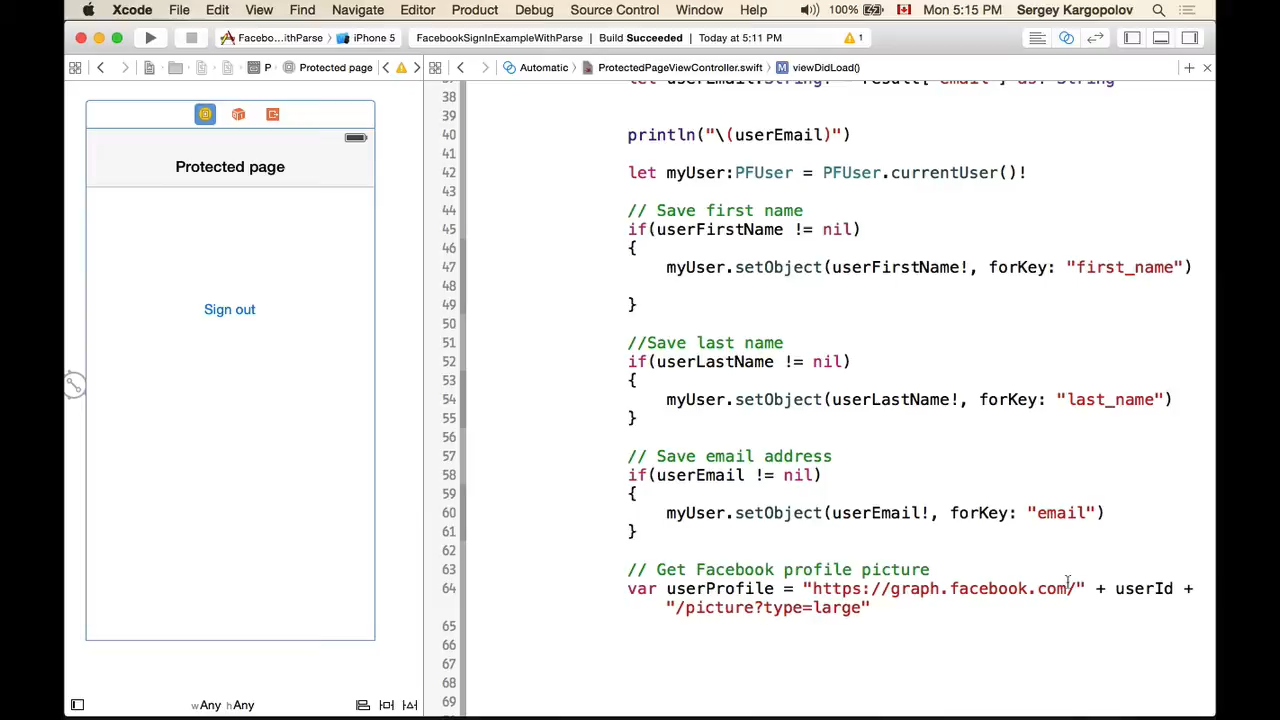 Xcode File Edit View Find Navigate Editor Product Debug Source Control Window Help 100% Mon 5:15 PM Sergey Kargopolov
Facebo...ithParse iPhone 5 FacebookSignInExampleWithParse Build Succeeded Today at 5:11 PM 1
P Protected page Automatic ProtectedPageViewController.swift M viewDidLoad()
38
39
40 println("\(userEmail)")
41
42 let myUser:PFUser = PFUser.currentUser()!
43
44 // Save first name
45 if(userFirstName != nil)
46 {
47 myUser.setObject(userFirstName!, forKey: "first_name")
48
49 }
50
51 //Save last name
52 if(userLastName != nil)
53 {
54 myUser.setObject(userLastName!, forKey: "last_name")
55 }
56
57 // Save email address
58 if(userEmail != nil)
59 {
60 myUser.setObject(userEmail!, forKey: "email")
61 }
62
63 // Get Facebook profile picture
64 var userProfile = "https://graph.facebook.com/" + userId +
"/picture?type=large"
65
66
67
68
69
Protected page
Sign out
wAny hAny